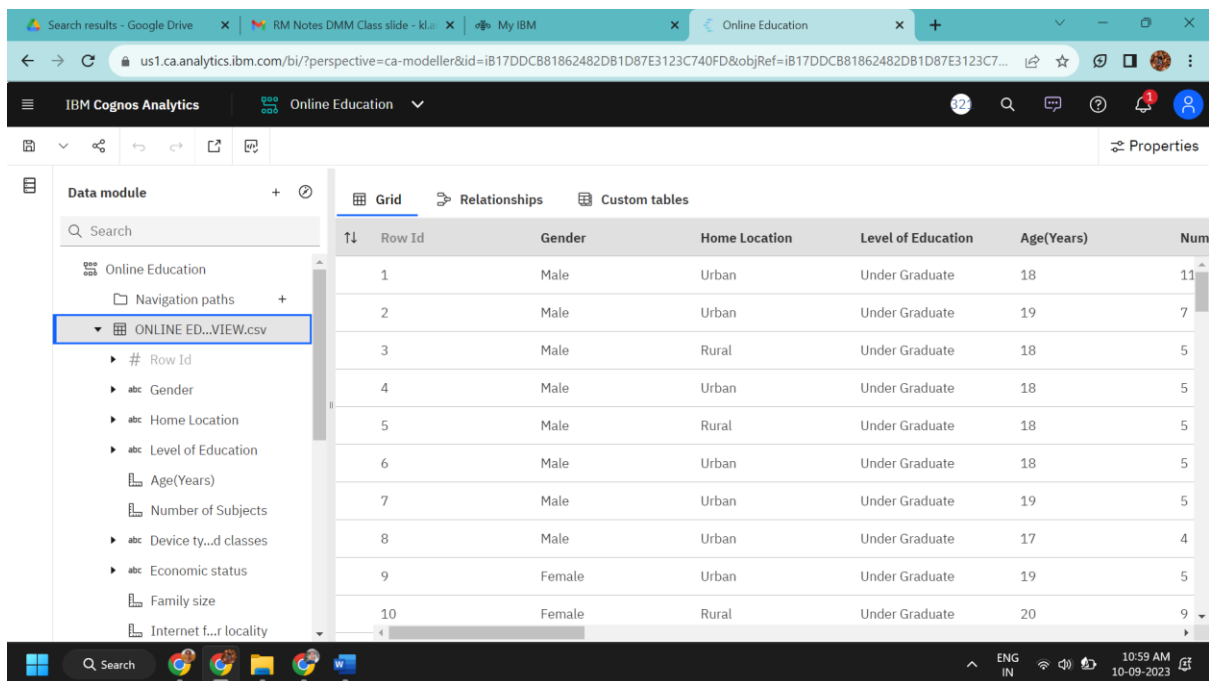 Search results - Google Drive
RM Notes DMM Class slide - kl.a
My IBM
Online Education
us1.ca.analytics.ibm.com/bi/?perspective=ca-modeller&id=iB17DDCB81862482DB1D87E3123C740FD&objRef=iB17DDCB81862482DB1D87E3123C7...
IBM Cognos Analytics
Online Education
321
1
Properties
Data module
Search
Online Education
Navigation paths
ONLINE ED...VIEW.csv
# Row Id
abc Gender
abc Home Location
abc Level of Education
Age(Years)
Number of Subjects
abc Device ty...d classes
abc Economic status
Family size
Internet f...r locality
Grid Relationships Custom tables
Row Id Gender Home Location Level of Education Age(Years) Num
1 Male Urban Under Graduate 18 11
2 Male Urban Under Graduate 19 7
3 Male Rural Under Graduate 18 5
4 Male Urban Under Graduate 18 5
5 Male Rural Under Graduate 18 5
6 Male Urban Under Graduate 18 5
7 Male Urban Under Graduate 19 5
8 Male Urban Under Graduate 17 4
9 Female Urban Under Graduate 19 5
10 Female Rural Under Graduate 20 9
Search
ENG
IN
10:59 AM
10-09-2023